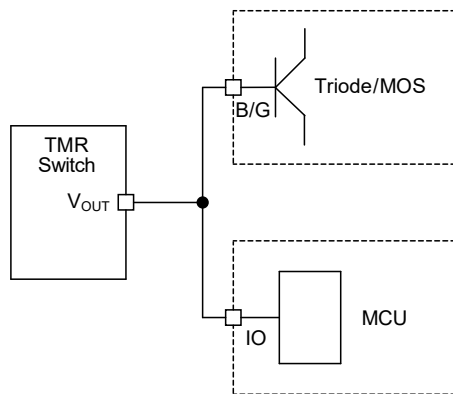 Triode/MOS
B/G
TMR
Switch
VOUT
MCU
IO